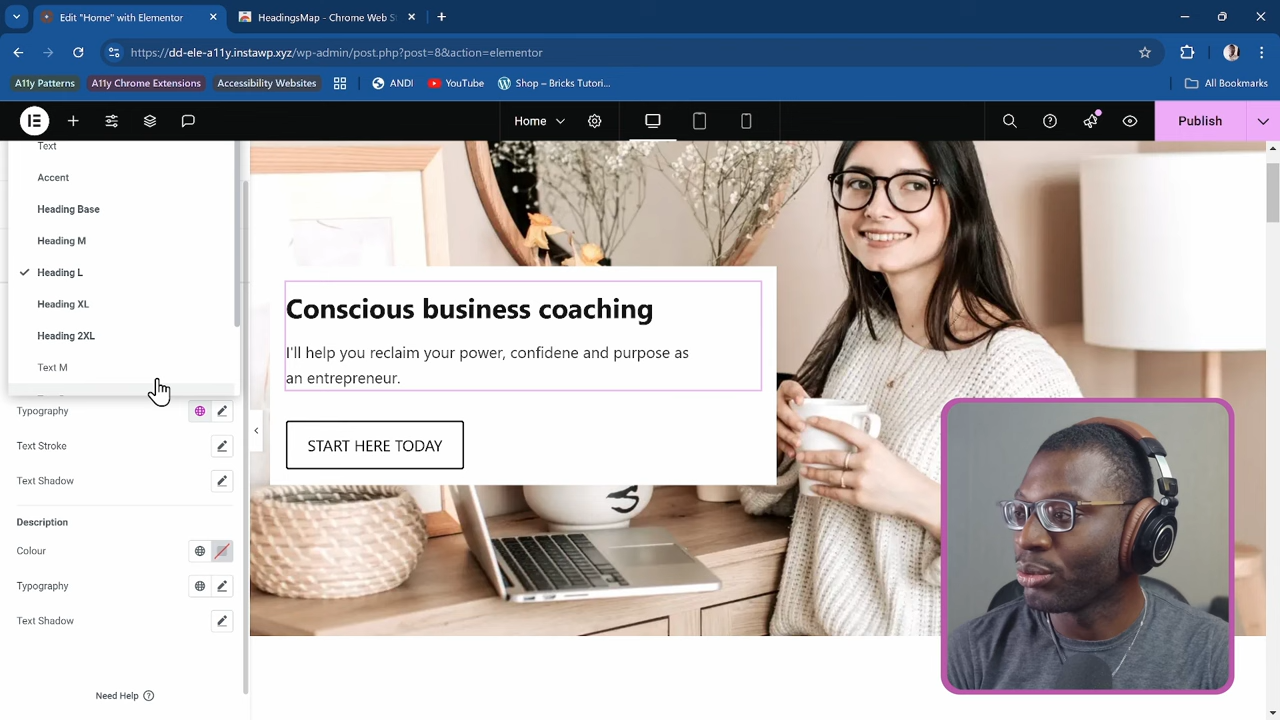 Edit "Home" with Elementor
HeadingsMap - Chrome Web St
https://dd-ele-a11y.instawp.xyz/wp-admin/post.php?post=8&action=elementor
A11y Patterns
A11y Chrome Extensions
Accessibility Websites
ANDI
YouTube
Shop – Bricks Tutori...
All Bookmarks
Home
Publish
Text
Accent
Heading Base
Heading M
Heading L
Heading XL
Heading 2XL
Text M
Typography
Text Stroke
Text Shadow
Description
Colour
Typography
Text Shadow
Need Help
Conscious business coaching
I'll help you reclaim your power, confidene and purpose as
an entrepreneur.
START HERE TODAY